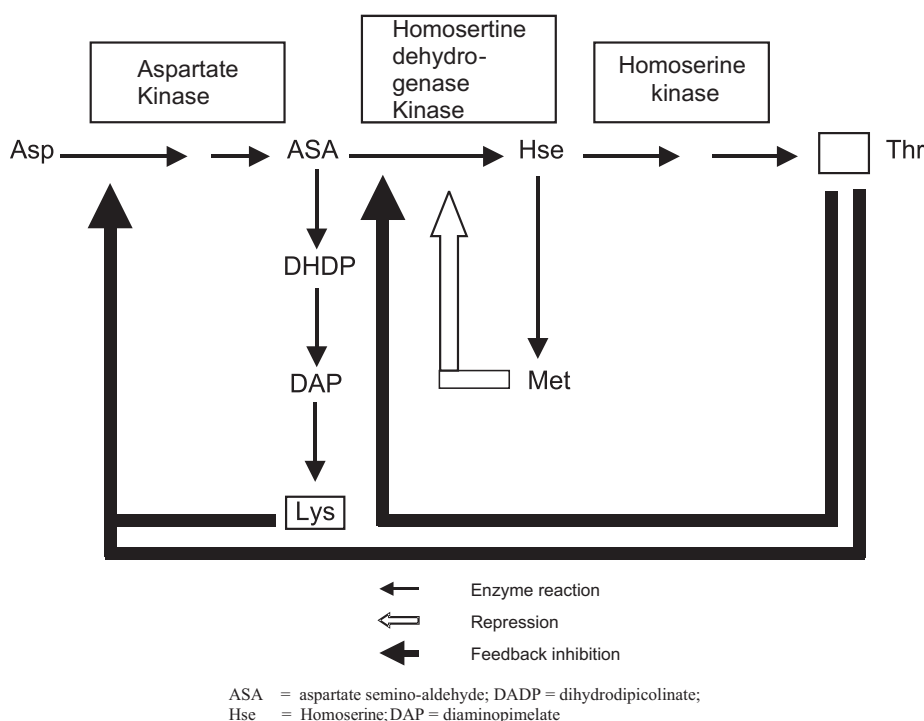 Aspartate
Kinase
Homosertine
dehydro-
genase
Kinase
Homoserine
kinase
Asp
ASA
Hse
Thr
DHDP
DAP
Met
Lys
Enzyme reaction
Repression
Feedback inhibition
ASA = aspartate semino-aldehyde; DADP = dihydrodipicolinate;
Hse = Homoserine; DAP = diaminopimelate